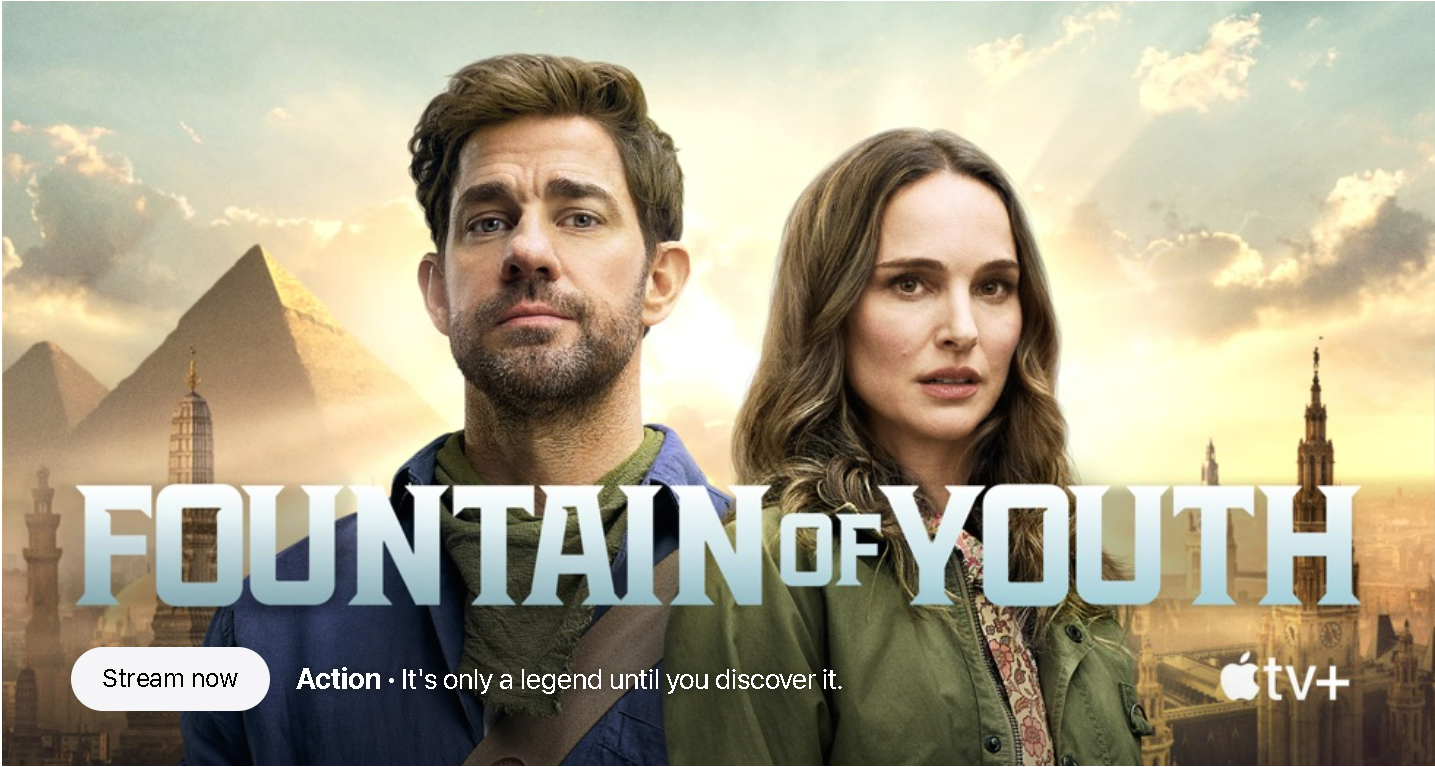 FOUNTAIN OF YOUTH
Stream now
Action · It's only a legend until you discover it.
tv+